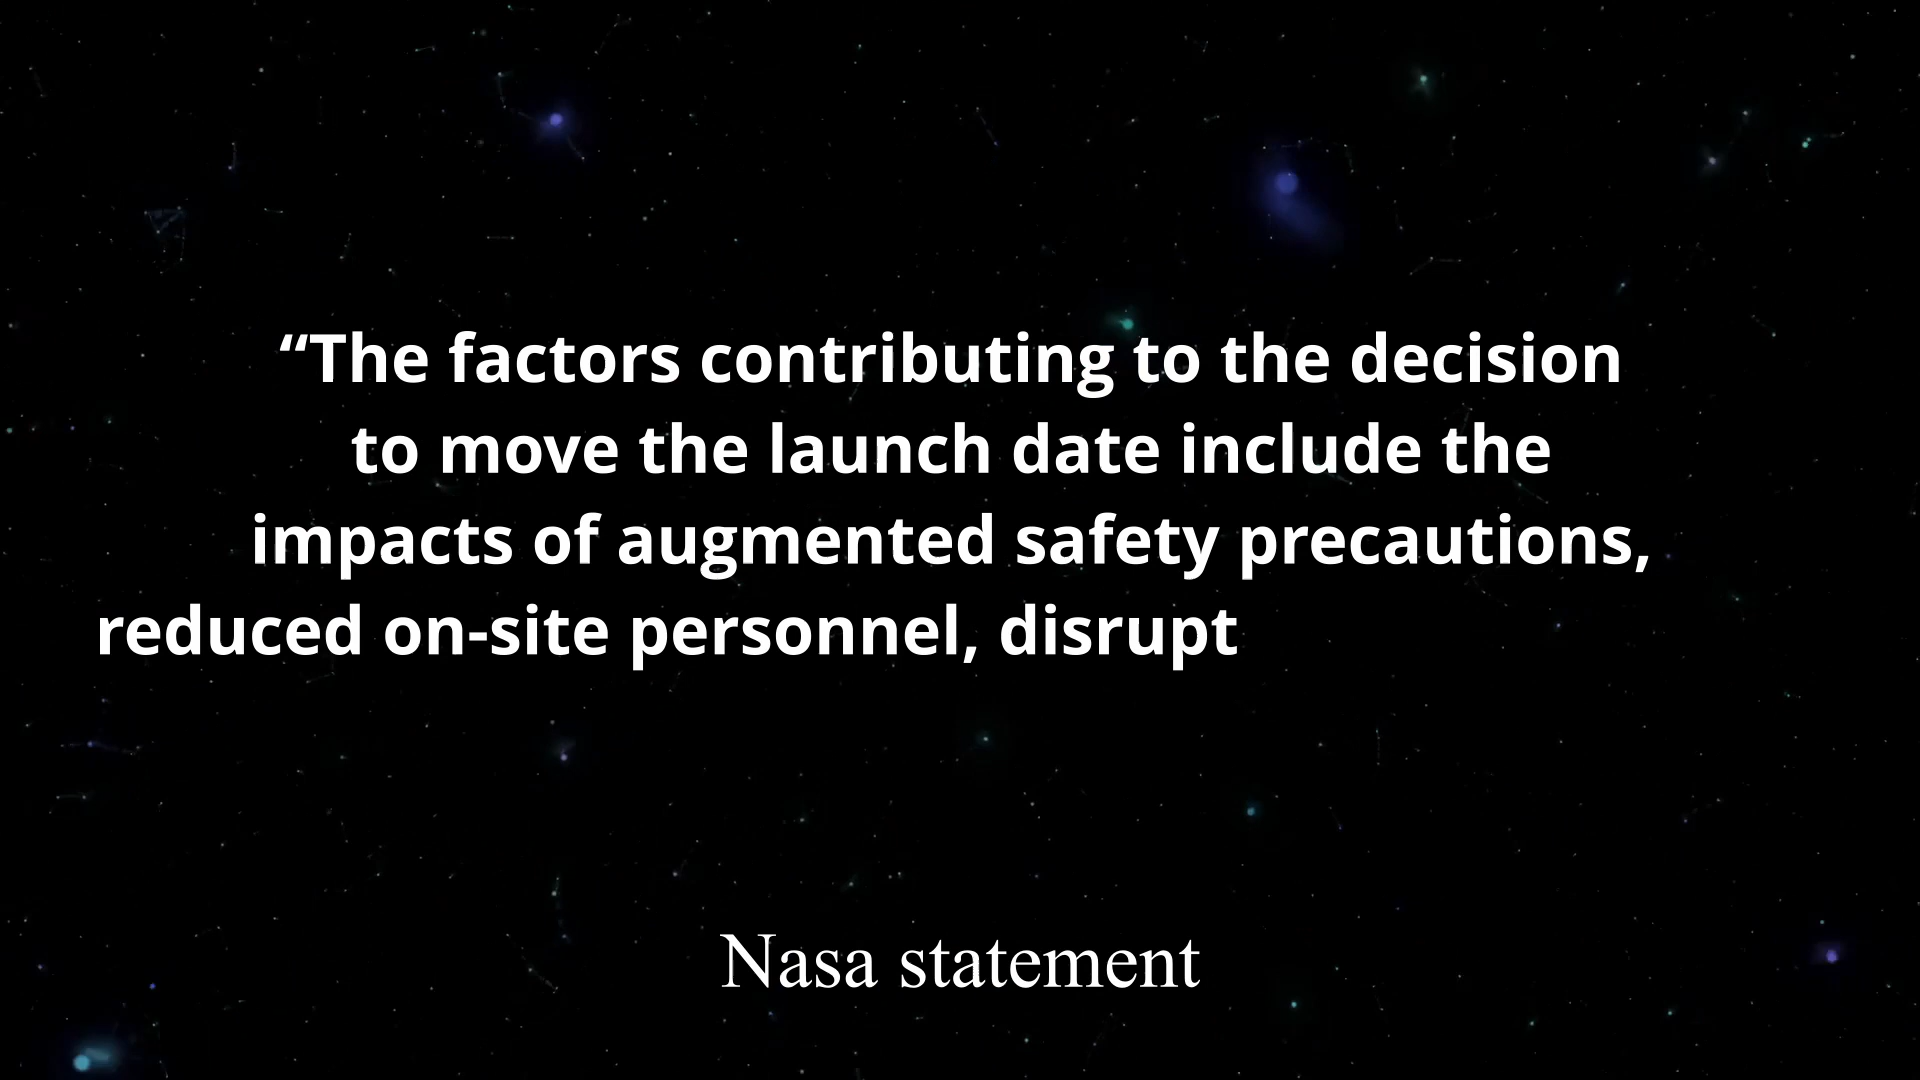 “The factors contributing to the decision
to move the launch date include the
impacts of augmented safety precautions,
reduced on-site personnel, disrupt
Nasa statement